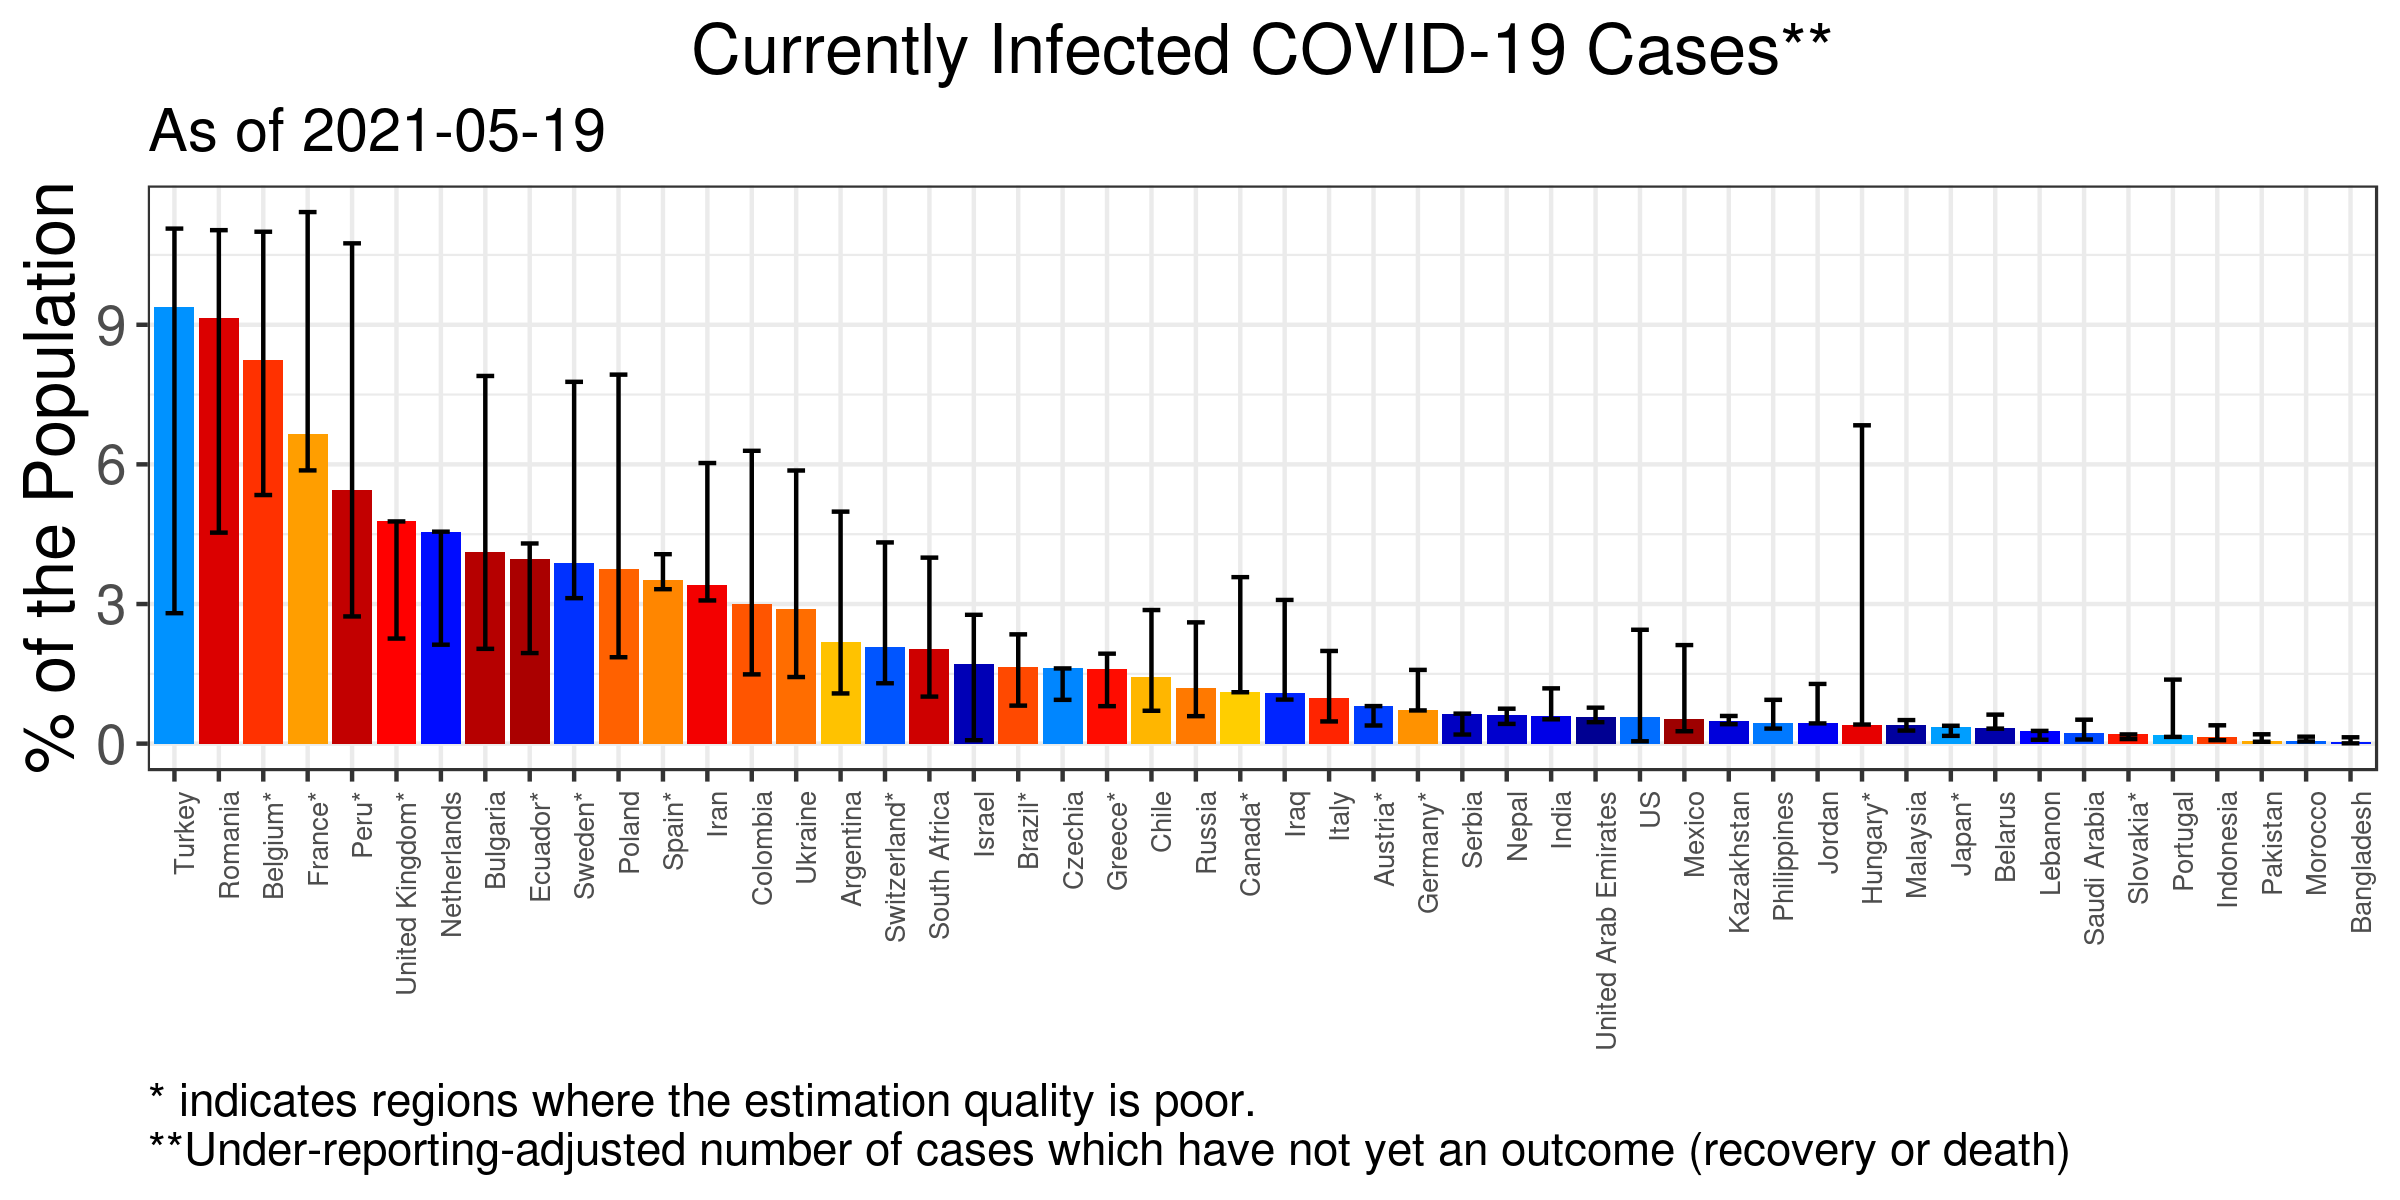 Currently Infected COVID-19 Cases**
As of 2021-05-19
% of the Population
9
6
3
0
Turkey
Romania
Belgium*
France*
Peru*
United Kingdom*
Netherlands
Bulgaria
Ecuador*
Sweden*
Poland
Spain*
Iran
Colombia
Ukraine
Argentina
Switzerland*
South Africa
Israel
Brazil*
Czechia
Greece*
Chile
Russia
Canada*
Iraq
Italy
Austria*
Germany*
Serbia
Nepal
India
United Arab Emirates
US
Mexico
Kazakhstan
Philippines
Jordan
Hungary*
Malaysia
Japan*
Belarus
Lebanon
Saudi Arabia
Slovakia*
Portugal
Indonesia
Pakistan
Morocco
Bangladesh
* indicates regions where the estimation quality is poor.
**Under-reporting-adjusted number of cases which have not yet an outcome (recovery or death)